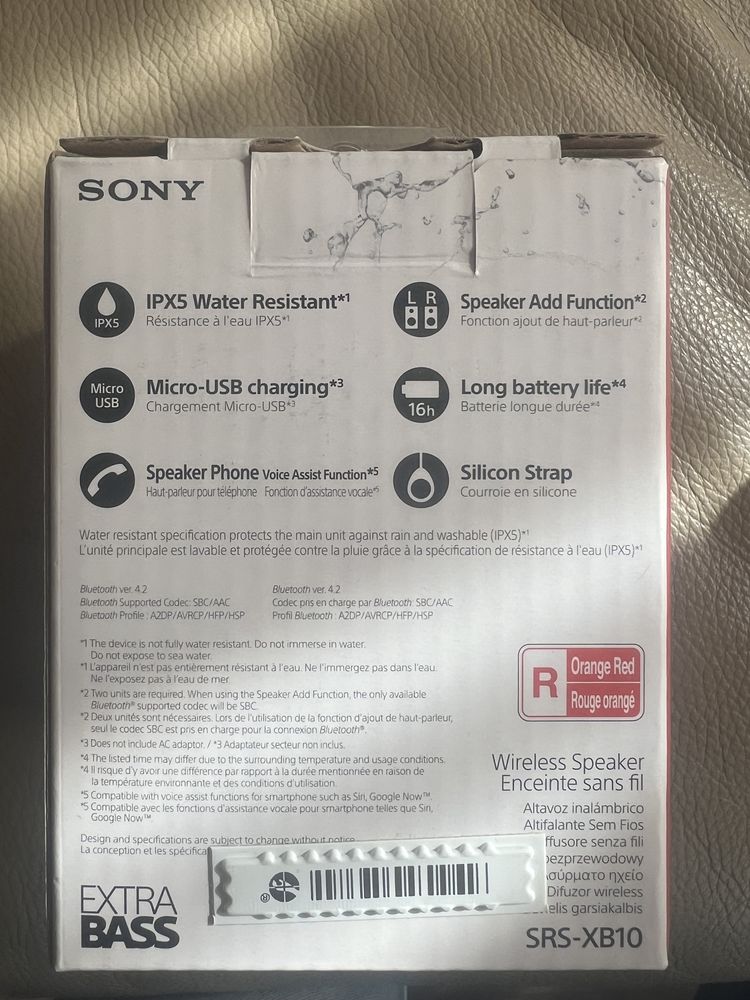 SONY
IPX5
IPX5 Water Resistant*1
Résistance à l'eau IPX5*1
L R
Speaker Add Function*2
Fonction ajout de haut-parleur*2
Micro
USB
Micro-USB charging*3
Chargement Micro-USB*3
16h
Long battery life*4
Batterie longue durée*4
Speaker Phone Voice Assist Function*5
Haut-parleur pour téléphone Fonction d'assistance vocale*5
Silicon Strap
Courroie en silicone
Water resistant specification protects the main unit against rain and washable (IPX5)*1
L'unité principale est lavable et protégée contre la pluie grâce à la spécification de résistance à l'eau (IPX5)*1
Bluetooth ver. 4.2
Bluetooth Supported Codec: SBC/AAC
Bluetooth Profile : A2DP/AVRCP/HFP/HSP
Bluetooth ver. 4.2
Codec pris en charge par Bluetooth: SBC/AAC
Profil Bluetooth : A2DP/AVRCP/HFP/HSP
*1 The device is not fully water resistant. Do not immerse in water.
Do not expose to sea water.
*1 L'appareil n'est pas entièrement résistant à l'eau. Ne l'immergez pas dans l'eau.
Ne l'exposez pas à l'eau de mer.
*2 Two units are required. When using the Speaker Add Function, the only available
Bluetooth® supported codec will be SBC.
*2 Deux unités sont nécessaires. Lors de l'utilisation de la fonction d'ajout de haut-parleur,
seul le codec SBC est pris en charge pour la connexion Bluetooth®.
*3 Does not include AC adaptor. / *3 Adaptateur secteur non inclus.
*4 The listed time may differ due to the surrounding temperature and usage conditions.
*4 Il risque d'y avoir une différence par rapport à la durée mentionnée en raison de
la température environnante et des conditions d'utilisation.
*5 Compatible with voice assist functions for smartphone such as Siri, Google Now™.
*5 Compatible avec les fonctions d'assistance vocale pour smartphone telles que Siri,
Google Now™.
Design and specifications are subject to change without notice.
La conception et les spécifica
R
Orange Red
Rouge orangé
Wireless Speaker
Enceinte sans fil
Altavoz inalámbrico
Altifalante Sem Fios
ffusore senza fili
bezprzewodowy
σύρματο ηχείο
Difuzor wireless
elis garsiakalbis
®
EXTRA
BASS
SRS-XB10